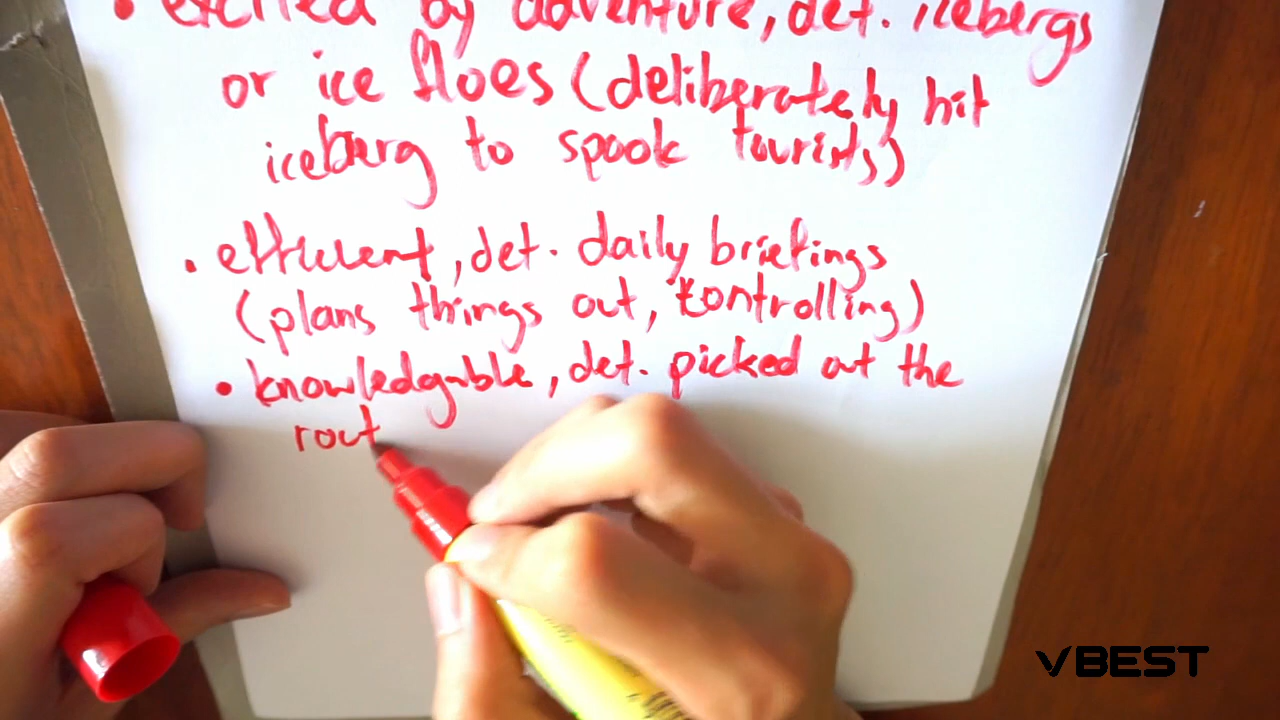 • excited by adventure, det. icebergs
or ice floes (deliberately hit
iceberg to spook tourists)
• efficient, det. daily briefings
(plans things out, controlling)
• knowledgable, det. picked out the
rout
VBEST